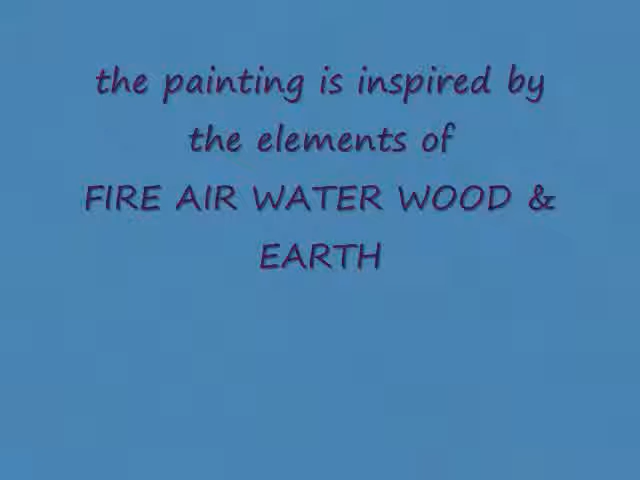 the painting is inspired by
the elements of
FIRE AIR WATER WOOD &
EARTH